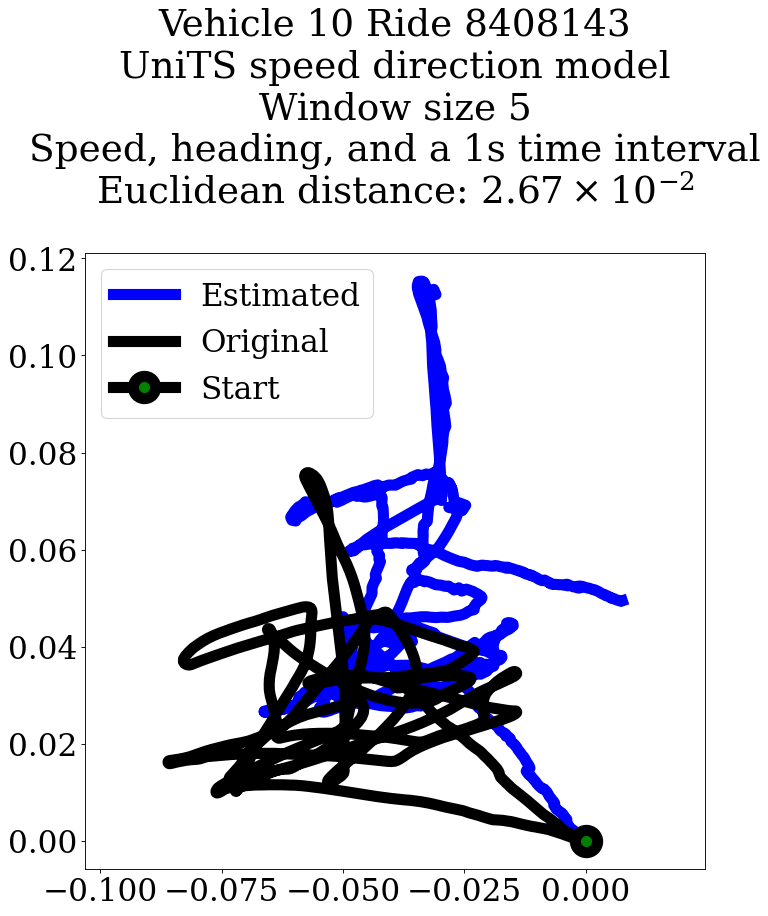 Vehicle 10 Ride 8408143
UniTS speed direction model
Window size 5
Speed, heading, and a 1s time interval
Euclidean distance: 2.67 × 10⁻²
0.12
Estimated
Original
Start
0.10
0.08
0.06
0.04
0.02
0.00
−0.100 −0.075 −0.050 −0.025 0.000